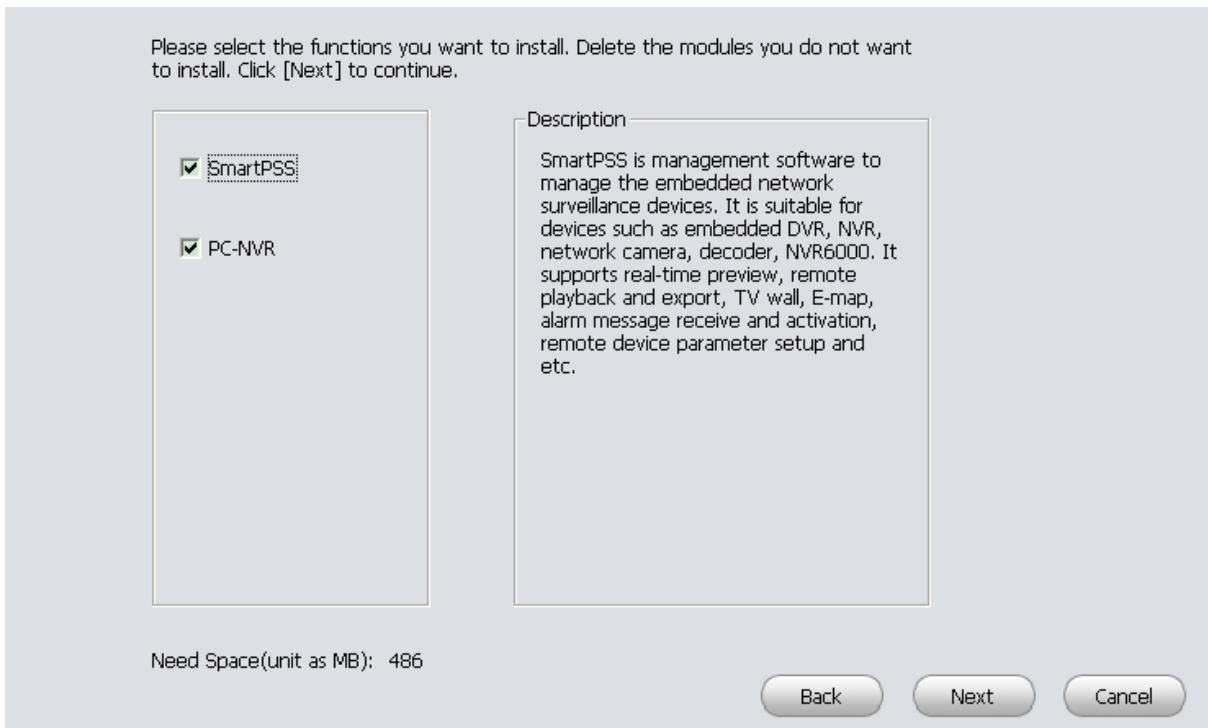 Please select the functions you want to install. Delete the modules you do not want
to install. Click [Next] to continue.
SmartPSS
PC-NVR
Description
SmartPSS is management software to
manage the embedded network
surveillance devices. It is suitable for
devices such as embedded DVR, NVR,
network camera, decoder, NVR6000. It
supports real-time preview, remote
playback and export, TV wall, E-map,
alarm message receive and activation,
remote device parameter setup and
etc.
Need Space(unit as MB): 486
Back
Next
Cancel